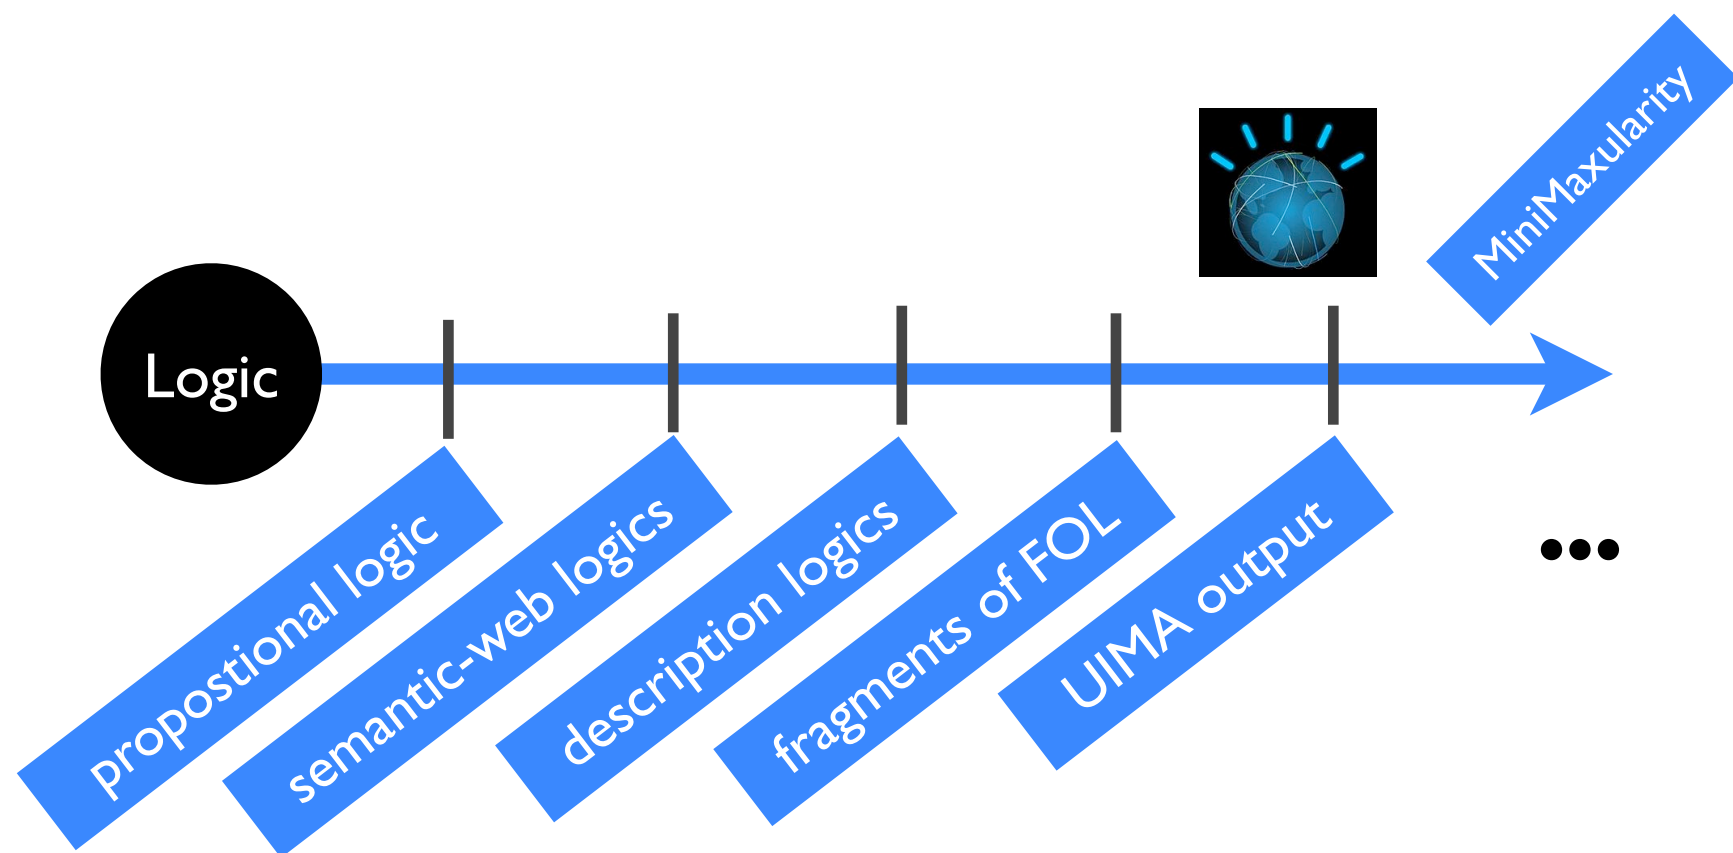 Logic
propostional logic
semantic-web logics
description logics
fragments of FOL
UIMA output
MiniMaxularity
...